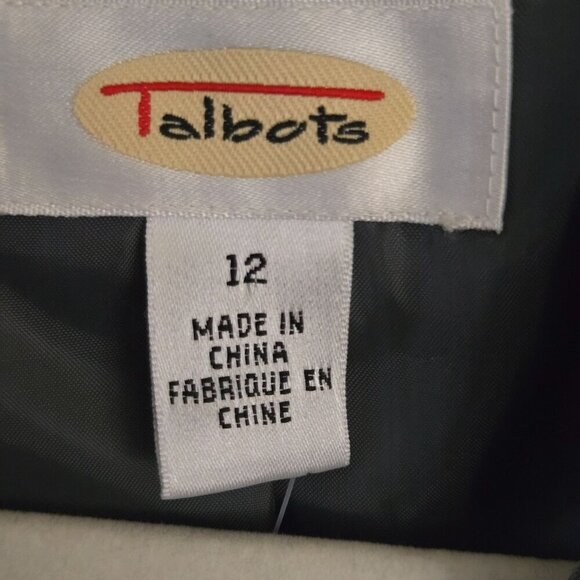 Talbots
12
MADE IN
CHINA
FABRIQUE EN
CHINE